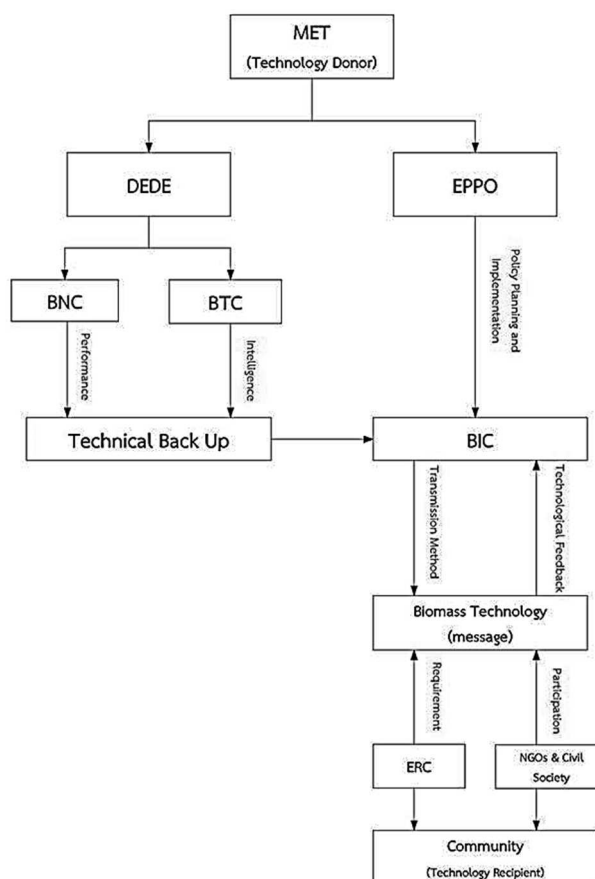 MET
(Technology Donor)
DEDE
EPPO
BNC
BTC
Performance
Intelligence
Policy Planning and
Implementation
Technical Back Up
BIC
Transmission Method
Technological Feedback
Biomass Technology
(message)
Requirement
Participation
ERC
NGOs & Civil
Society
Community
(Technology Recipient)